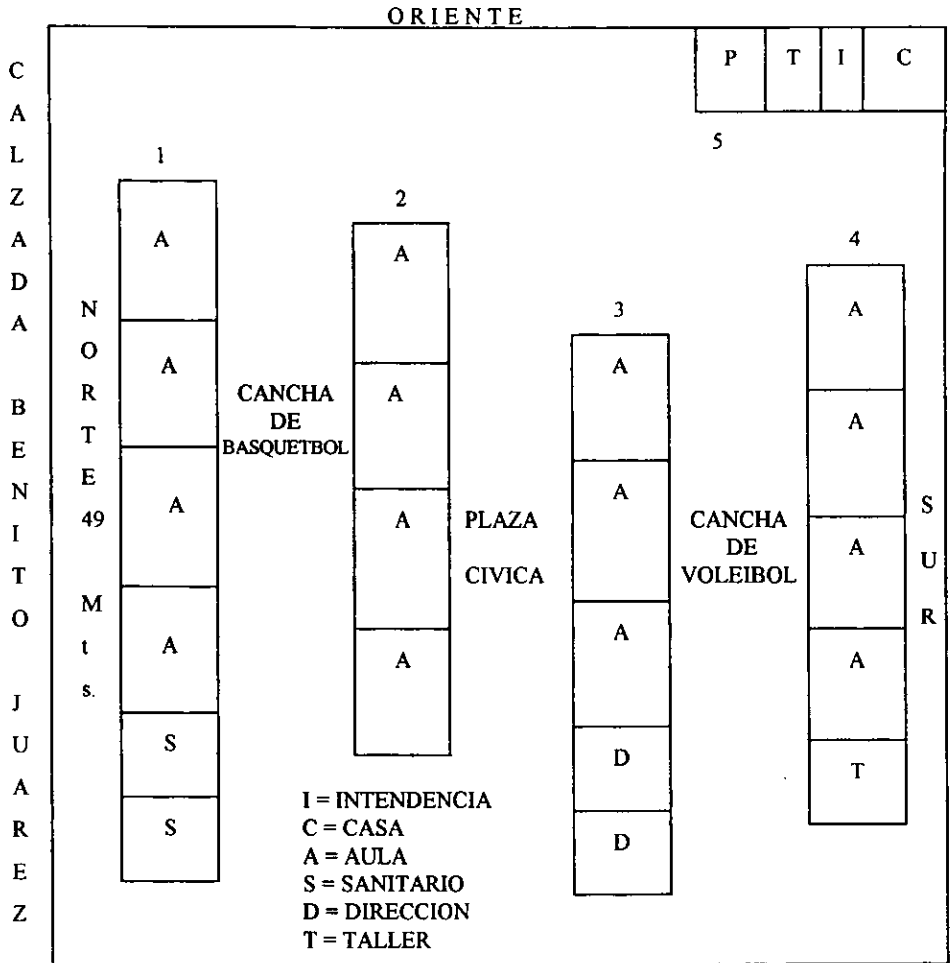 ORIENTE
CALZADA BENITO JUAREZ
NORTE 49 Mts.
P T I C
5
1
A
A
A
A
S
S
2
A
A
A
A
CANCHA
DE
BASQUETBOL
PLAZA
CIVICA
3
A
A
A
D
D
CANCHA
DE
VOLEIBOL
4
A
A
A
A
T
SUR
I = INTENDENCIA
C = CASA
A = AULA
S = SANITARIO
D = DIRECCION
T = TALLER